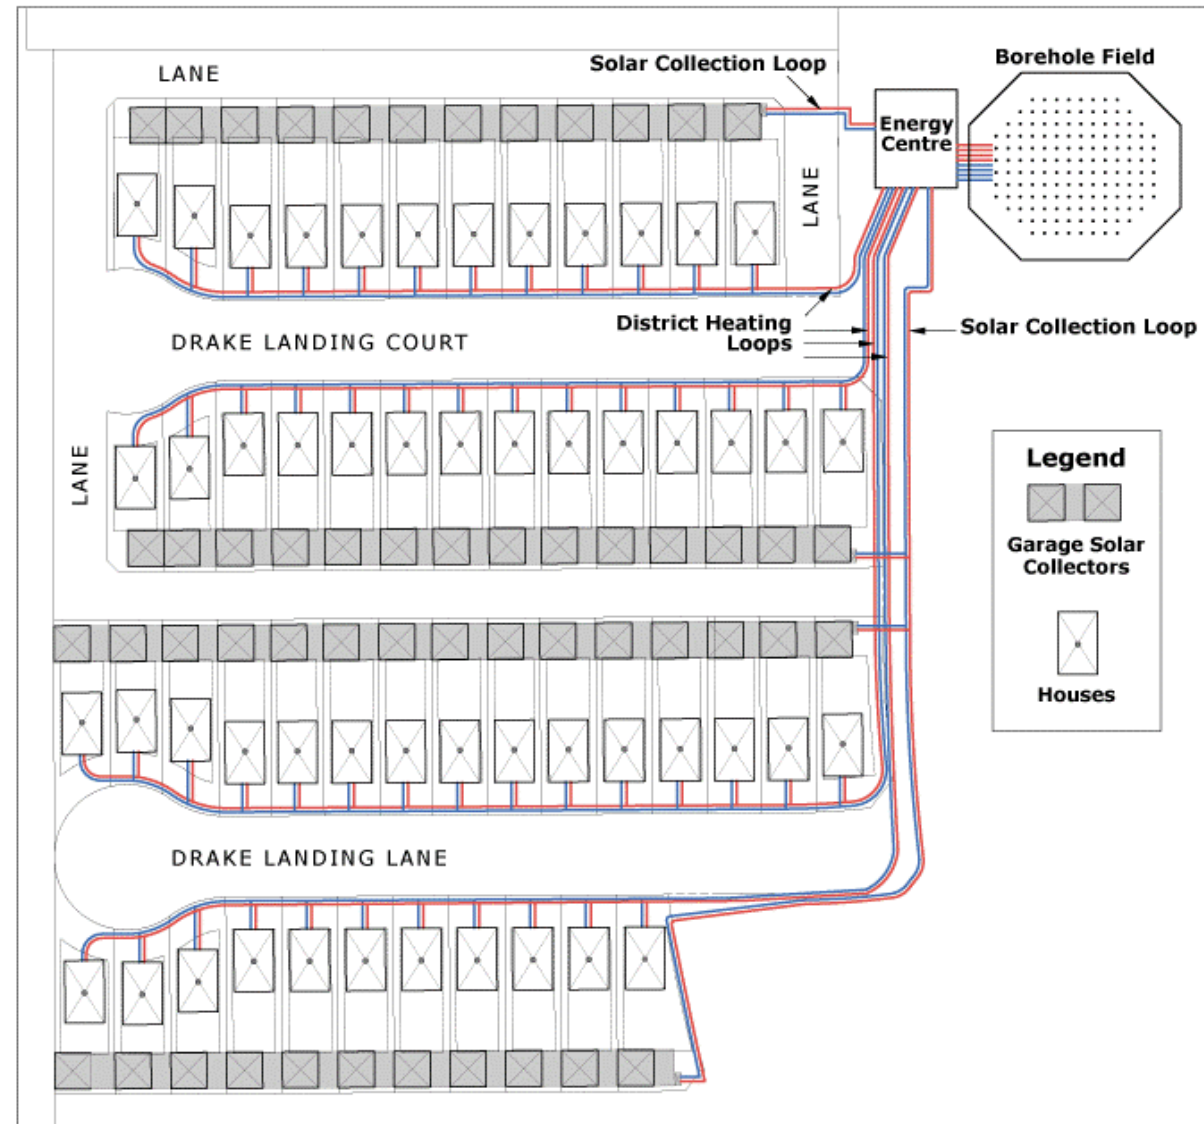 LANE
Solar Collection Loop
Borehole Field
Energy
Centre
LANE
District Heating
Loops
Solar Collection Loop
DRAKE LANDING COURT
LANE
Legend
Garage Solar
Collectors
Houses
DRAKE LANDING LANE